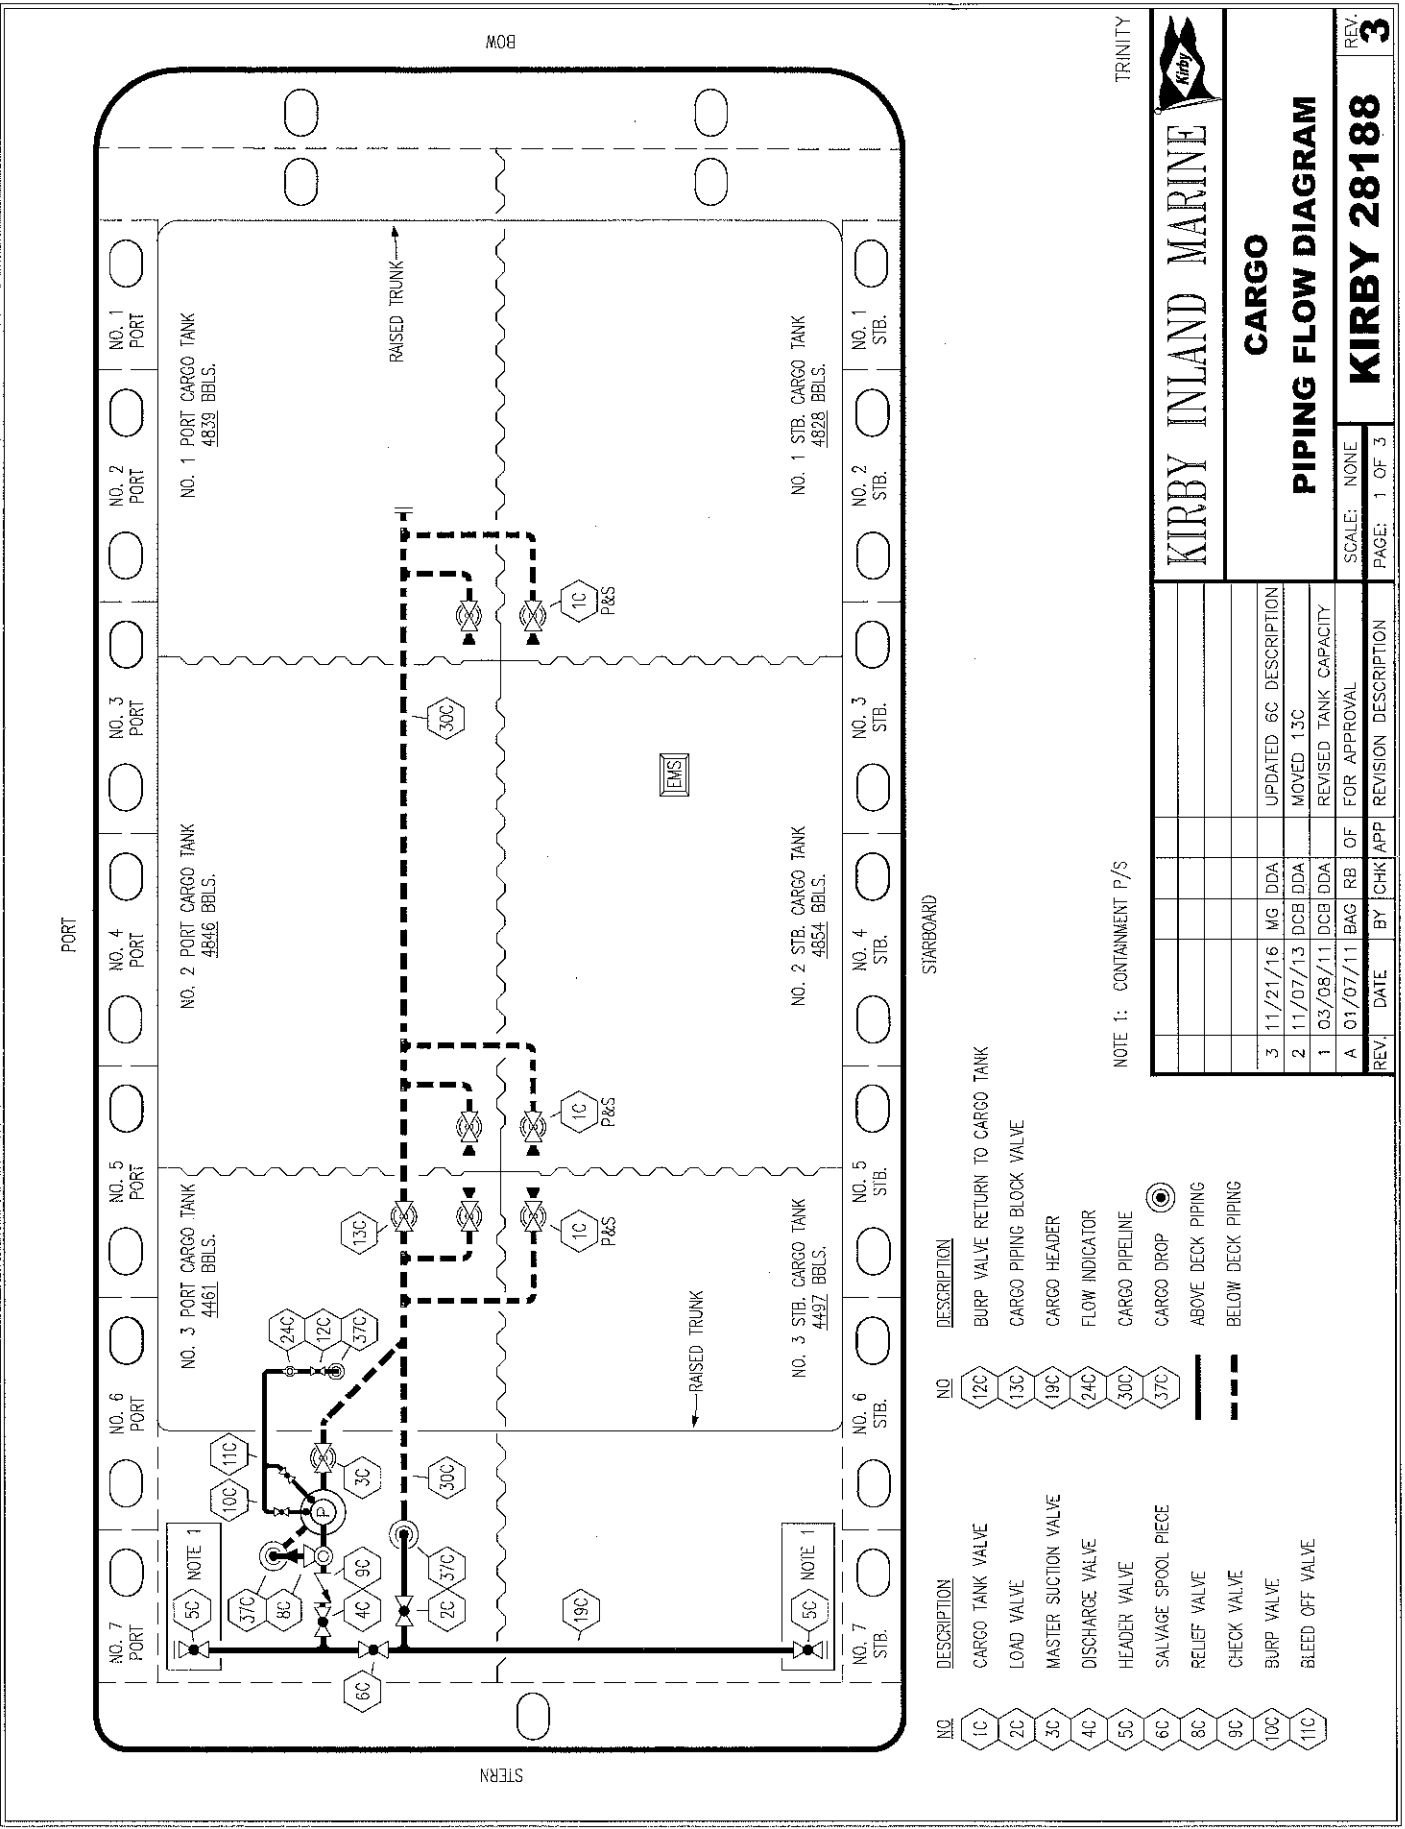 PORT
BOW
STERN
STARBOARD
NO. 7
PORT
NO. 6
PORT
NO. 5
PORT
NO. 4
PORT
NO. 3
PORT
NO. 2
PORT
NO. 1
PORT
NO. 3 PORT CARGO TANK
4461 BBLS.
NO. 2 PORT CARGO TANK
4846 BBLS.
NO. 1 PORT CARGO TANK
4839 BBLS.
RAISED TRUNK
5C
NOTE 1
37C
8C
10C
11C
24C
12C
37C
P
9C
4C
3C
13C
6C
2C
37C
30C
30C
1C
P&S
1C
P&S
1C
P&S
EMS
19C
5C
NOTE 1
RAISED TRUNK
NO. 3 STB. CARGO TANK
4497 BBLS.
NO. 2 STB. CARGO TANK
4854 BBLS.
NO. 1 STB. CARGO TANK
4828 BBLS.
NO. 7
STB.
NO. 6
STB.
NO. 5
STB.
NO. 4
STB.
NO. 3
STB.
NO. 2
STB.
NO. 1
STB.
NO DESCRIPTION
1C CARGO TANK VALVE
2C LOAD VALVE
3C MASTER SUCTION VALVE
4C DISCHARGE VALVE
5C HEADER VALVE
6C SALVAGE SPOOL PIECE
8C RELIEF VALVE
9C CHECK VALVE
10C BURP VALVE
11C BLEED OFF VALVE
NO DESCRIPTION
12C BURP VALVE RETURN TO CARGO TANK
13C CARGO PIPING BLOCK VALVE
19C CARGO HEADER
24C FLOW INDICATOR
30C CARGO PIPELINE
37C CARGO DROP
ABOVE DECK PIPING
BELOW DECK PIPING
NOTE 1: CONTAINMENT P/S
TRINITY
3 11/21/16 MG DDA UPDATED 6C DESCRIPTION
2 11/07/13 DCB DDA MOVED 13C
1 03/08/11 DCB DDA REVISED TANK CAPACITY
A 01/07/11 BAG RB OF FOR APPROVAL
REV. DATE BY CHK APP REVISION DESCRIPTION
KIRBY INLAND MARINE
Kirby
CARGO
PIPING FLOW DIAGRAM
SCALE: NONE
PAGE: 1 OF 3
KIRBY 28188
REV.
3